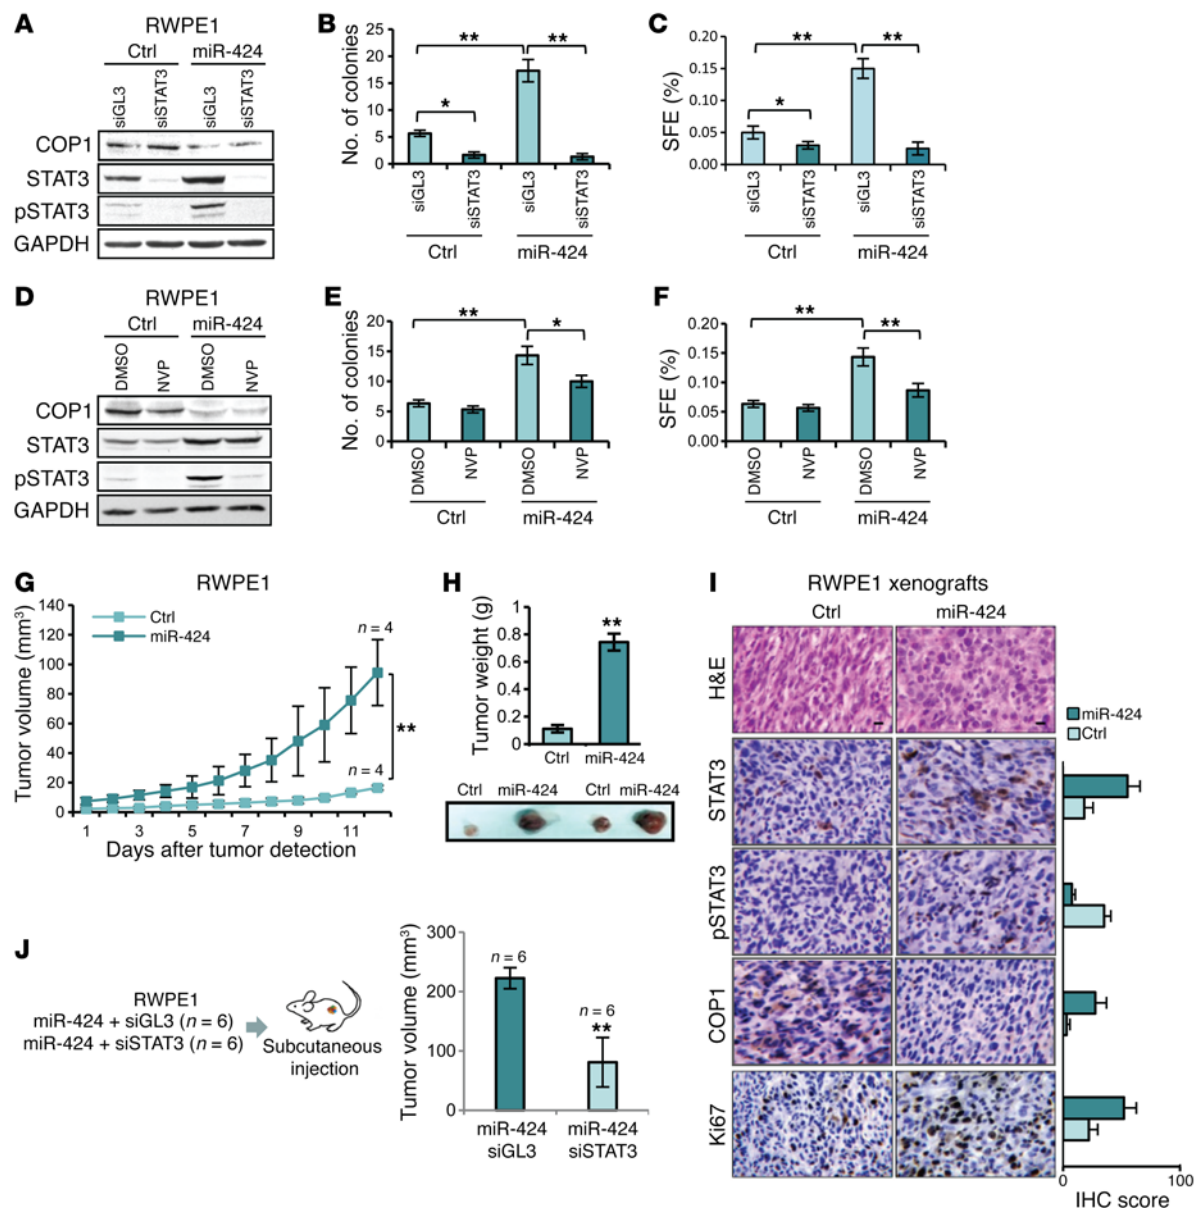 A
RWPE1
Ctrl miR-424
siGL3 siSTAT3 siGL3 siSTAT3
COP1
STAT3
pSTAT3
GAPDH
B
No. of colonies
25
20
15
10
5
0
** **
*
siGL3 siSTAT3 siGL3 siSTAT3
Ctrl miR-424
C
SFE (%)
0.20
0.15
0.10
0.05
0.00
** **
*
siGL3 siSTAT3 siGL3 siSTAT3
Ctrl miR-424
D
RWPE1
Ctrl miR-424
DMSO NVP DMSO NVP
COP1
STAT3
pSTAT3
GAPDH
E
No. of colonies
20
15
10
5
0
** *
DMSO NVP DMSO NVP
Ctrl miR-424
F
SFE (%)
0.20
0.15
0.10
0.05
0.00
** **
DMSO NVP DMSO NVP
Ctrl miR-424
G
RWPE1
Tumor volume (mm³)
140
120
100
80
60
40
20
0
Ctrl
miR-424
n = 4
**
n = 4
1 3 5 7 9 11
Days after tumor detection
H
Tumor weight (g)
1
0.8
0.6
0.4
0.2
0
**
Ctrl miR-424
Ctrl miR-424 Ctrl miR-424
I
RWPE1 xenografts
Ctrl miR-424
H&E
STAT3
pSTAT3
COP1
Ki67
miR-424
Ctrl
0 100
IHC score
J
RWPE1
miR-424 + siGL3 (n = 6)
miR-424 + siSTAT3 (n = 6)
Subcutaneous
injection
Tumor volume (mm³)
300
200
100
0
n = 6
n = 6
**
miR-424 miR-424
siGL3 siSTAT3